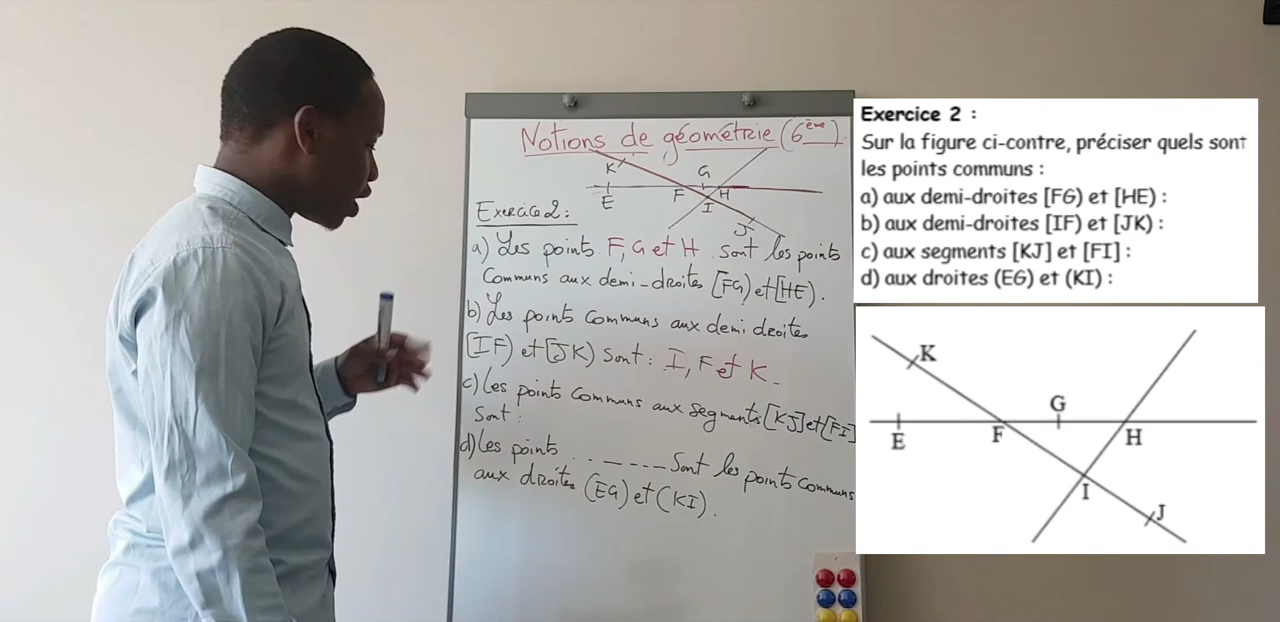 Notions de géométrie (6ème).
K
G
E
F
H
I
J
Exercice 2:
a) Les points F, G et H sont les points
Communs aux demi-droites [FG) et [HE).
b) Les points Communs aux demi droites
[IF) et [JK) Sont : I, F et K.
c) Les points Communs aux segments [KJ] et [FI]
Sont :
d) Les points ..------ Sont les points Communs
aux droites (EG) et (KI).
Exercice 2 :
Sur la figure ci-contre, préciser quels sont
les points communs :
a) aux demi-droites [FG) et [HE) :
b) aux demi-droites [IF) et [JK) :
c) aux segments [KJ] et [FI] :
d) aux droites (EG) et (KI) :
K
G
E
F
H
I
J